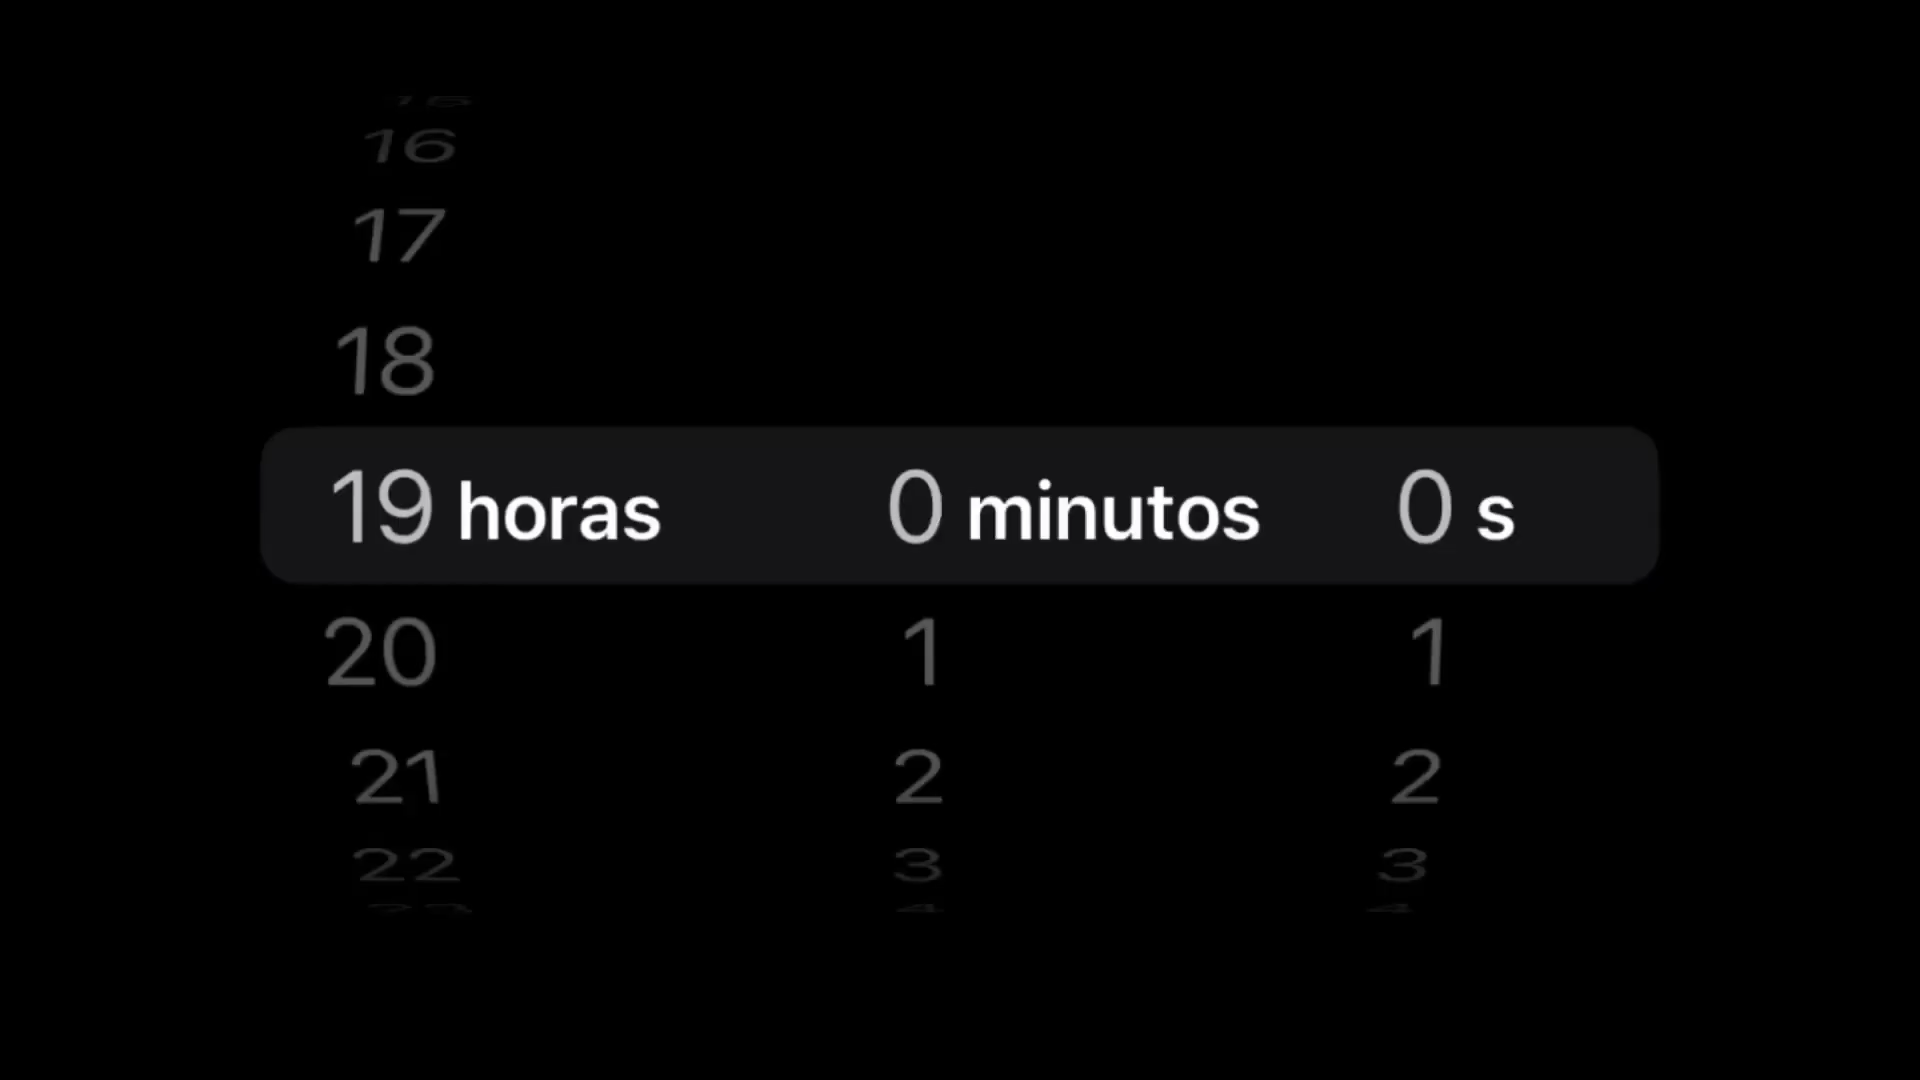 16
17
18
19 horas 0 minutos 0 s
20 1 1
21 2 2
22 3 3